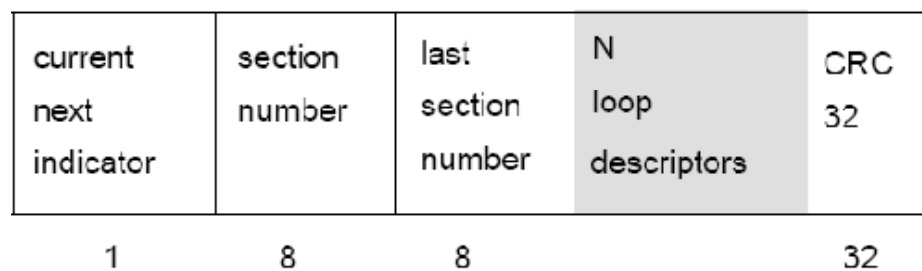 current
next
indicator
section
number
last
section
number
N
loop
descriptors
CRC
32
1
8
8
32